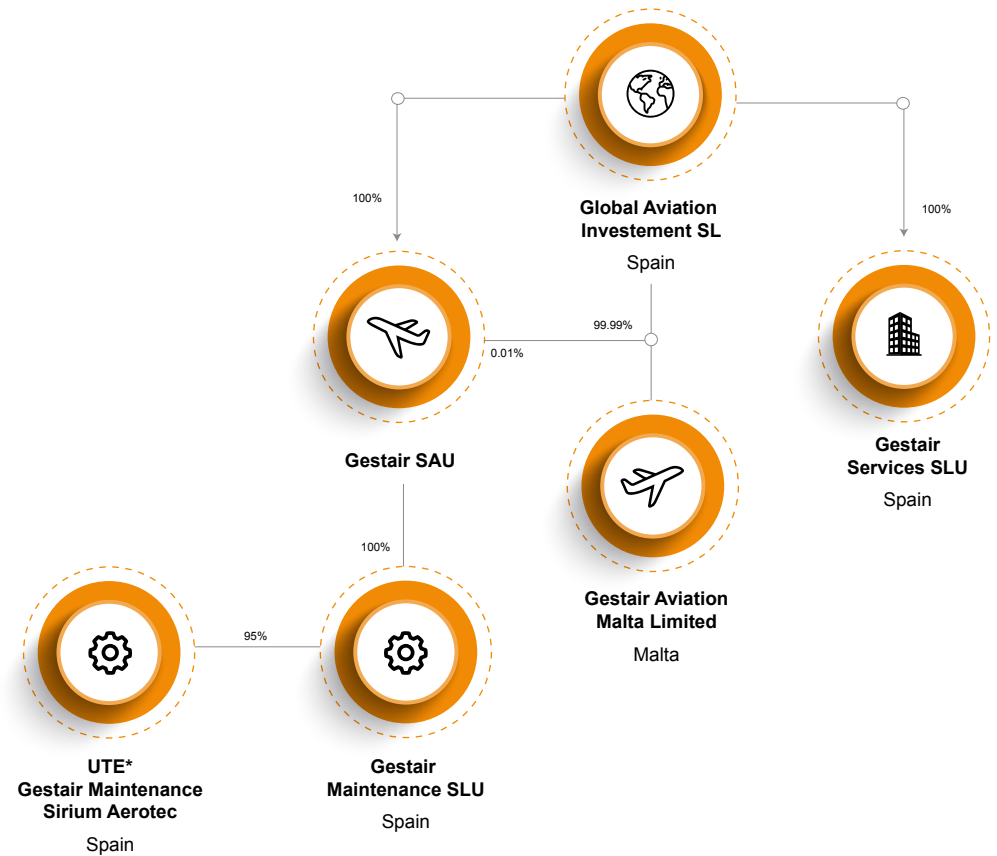 100%
Global Aviation
Investement SL
Spain
100%
99.99%
0.01%
Gestair SAU
Gestair
Services SLU
Spain
100%
Gestair Aviation
Malta Limited
Malta
95%
UTE*
Gestair Maintenance
Sirium Aerotec
Spain
Gestair
Maintenance SLU
Spain